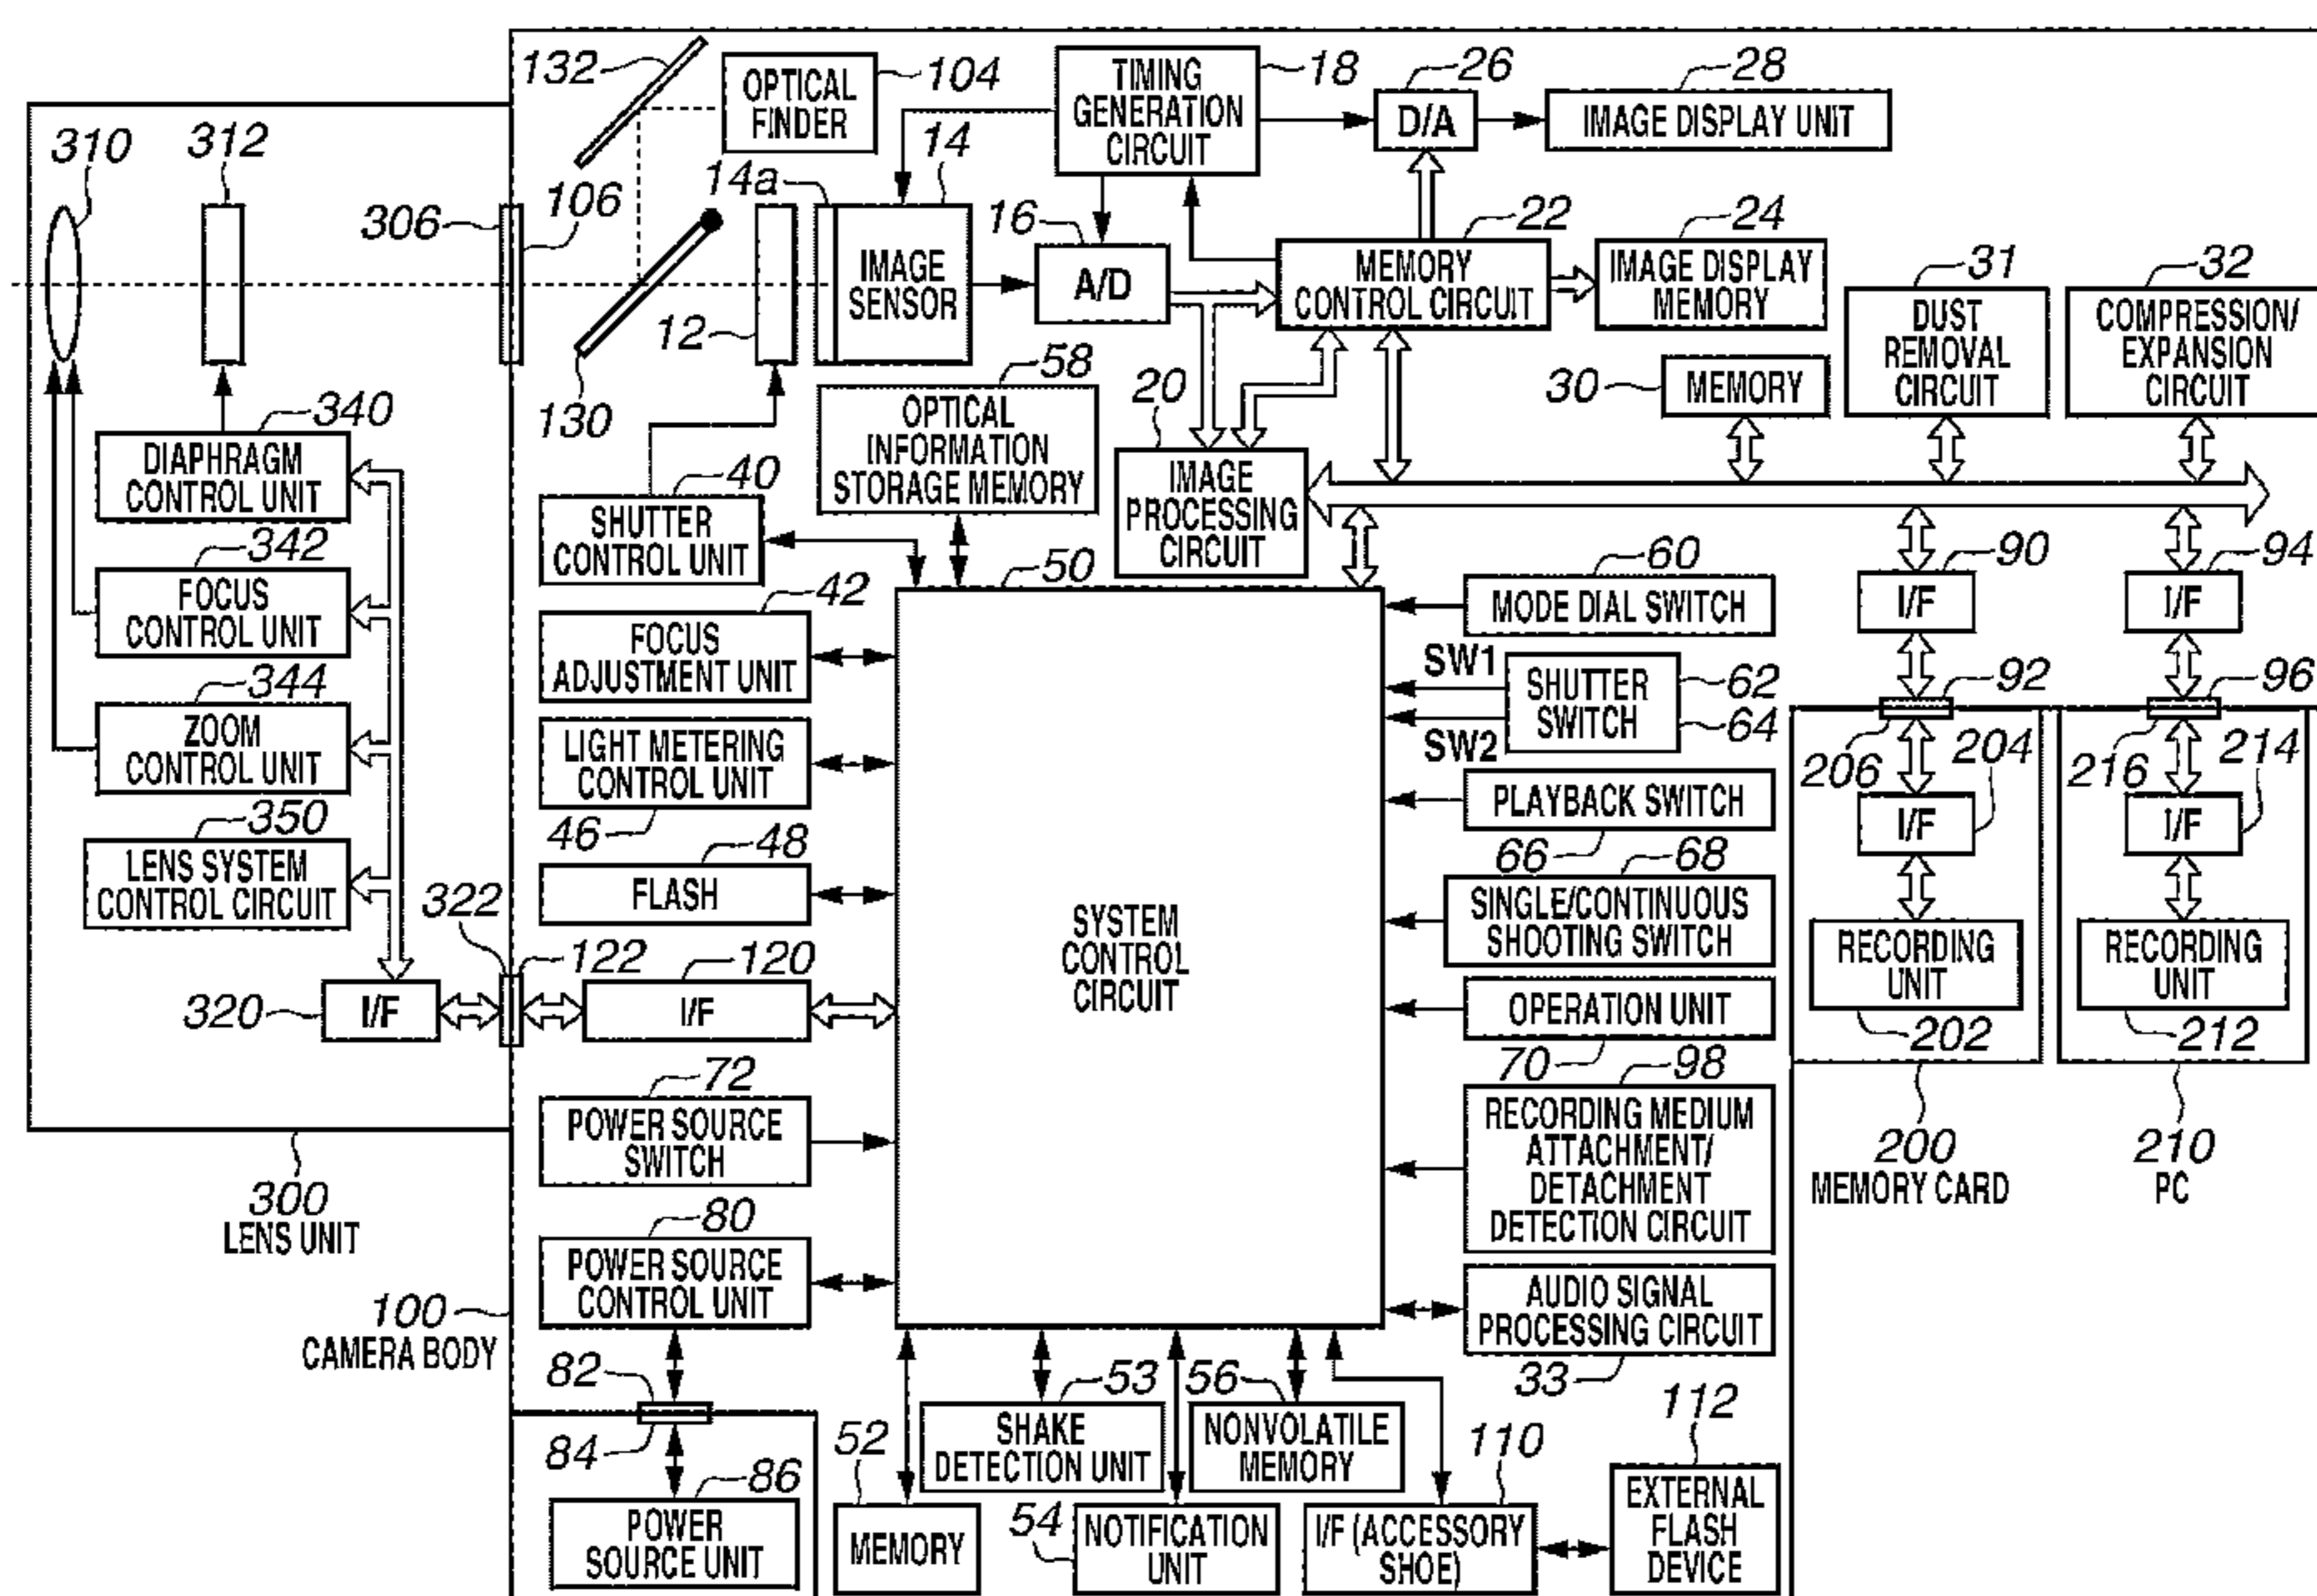 132
OPTICAL
FINDER
104
TIMING
GENERATION
CIRCUIT
18
26
D/A
28
IMAGE DISPLAY UNIT
310
312
306
106
14a
14
IMAGE
SENSOR
12
130
16
A/D
22
MEMORY
CONTROL CIRCUIT
24
IMAGE DISPLAY
MEMORY
31
DUST
REMOVAL
CIRCUIT
32
COMPRESSION/
EXPANSION
CIRCUIT
30
MEMORY
58
OPTICAL
INFORMATION
STORAGE MEMORY
20
IMAGE
PROCESSING
CIRCUIT
340
DIAPHRAGM
CONTROL UNIT
342
FOCUS
CONTROL UNIT
344
ZOOM
CONTROL UNIT
350
LENS SYSTEM
CONTROL CIRCUIT
320
I/F
322
122
300
LENS UNIT
40
SHUTTER
CONTROL UNIT
42
FOCUS
ADJUSTMENT UNIT
LIGHT METERING
CONTROL UNIT
46
48
FLASH
120
I/F
72
POWER SOURCE
SWITCH
80
POWER SOURCE
CONTROL UNIT
100
CAMERA BODY
82
84
86
POWER
SOURCE UNIT
50
SYSTEM
CONTROL
CIRCUIT
60
MODE DIAL SWITCH
SW1
SHUTTER
SWITCH
62
64
SW2
PLAYBACK SWITCH
66
68
SINGLE/CONTINUOUS
SHOOTING SWITCH
OPERATION UNIT
70
98
RECORDING MEDIUM
ATTACHMENT/
DETACHMENT
DETECTION CIRCUIT
AUDIO SIGNAL
PROCESSING CIRCUIT
33
90
I/F
94
I/F
92
96
206
204
I/F
216
214
I/F
RECORDING
UNIT
202
RECORDING
UNIT
212
200
MEMORY CARD
210
PC
52
MEMORY
53
SHAKE
DETECTION UNIT
54
NOTIFICATION
UNIT
56
NONVOLATILE
MEMORY
110
I/F (ACCESSORY
SHOE)
112
EXTERNAL
FLASH
DEVICE